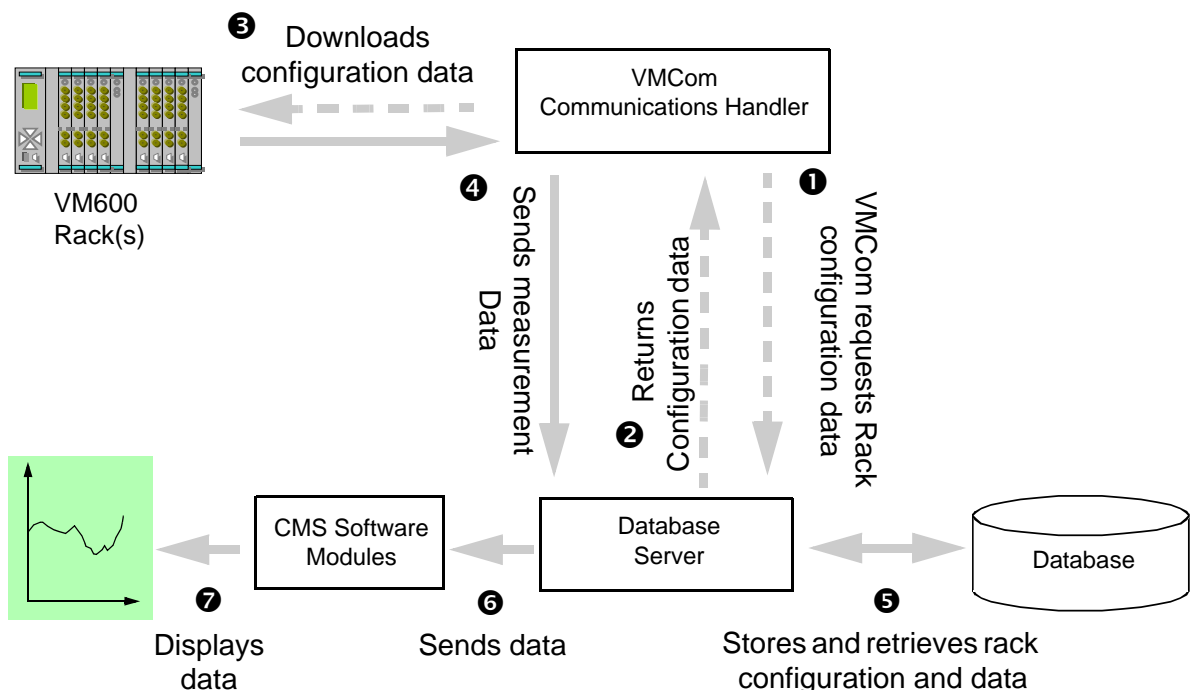 ❸
Downloads
configuration data
VMCom
Communications Handler
VM600
Rack(s)
❹
Sends measurement
Data
Returns
Configuration data
❷
❶
VMCom requests Rack
configuration data
CMS Software
Modules
Database
Server
Database
❼
Displays
data
❻
Sends data
❺
Stores and retrieves rack
configuration and data